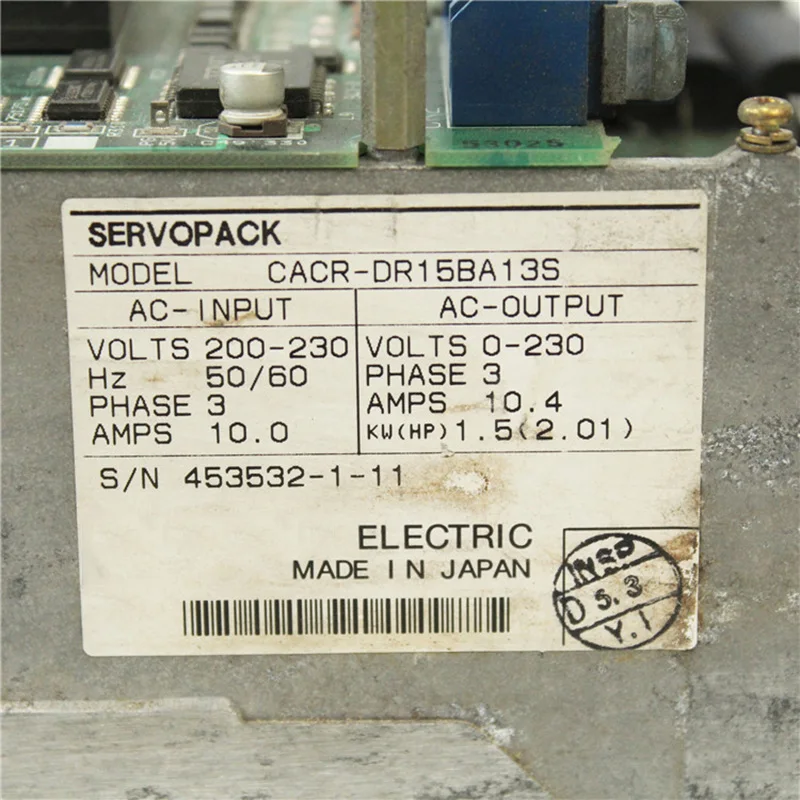 53025
SERVOPACK
MODEL CACR-DR15BA13S
AC-INPUT AC-OUTPUT
VOLTS 200-230 VOLTS 0-230
Hz 50/60 PHASE 3
PHASE 3 AMPS 10.4
AMPS 10.0 KW(HP) 1.5(2.01)
S/N 453532-1-11
ELECTRIC
MADE IN JAPAN
INSP
D 5.3
Y.I